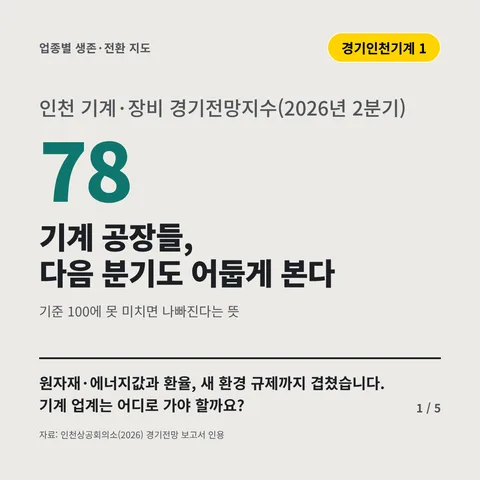 업종별 생존·전환 지도
경기인천기계 1
인천 기계·장비 경기전망지수(2026년 2분기)
78
기계 공장들,
다음 분기도 어둡게 본다
기준 100에 못 미치면 나빠진다는 뜻
원자재·에너지값과 환율, 새 환경 규제까지 겹쳤습니다.
기계 업계는 어디로 가야 할까요?
1 / 5
자료: 인천상공회의소(2026) 경기전망 보고서 인용